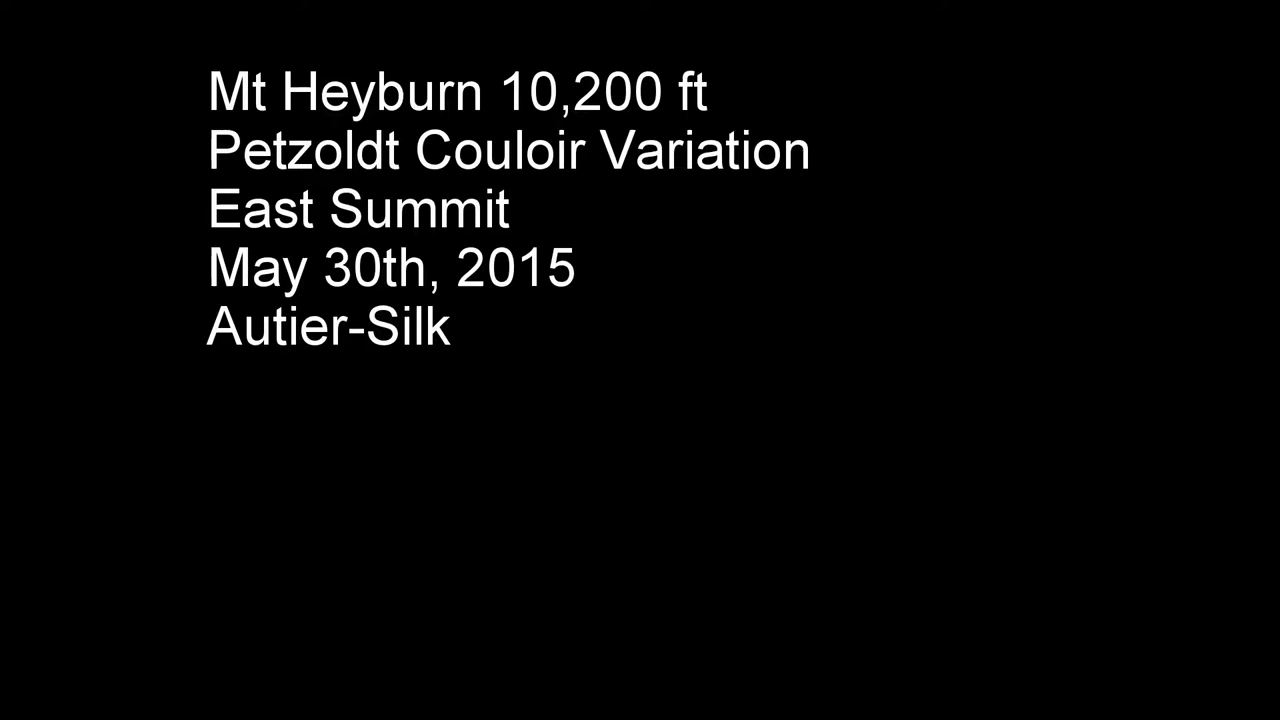 Mt Heyburn 10,200 ft
Petzoldt Couloir Variation
East Summit
May 30th, 2015
Autier-Silk